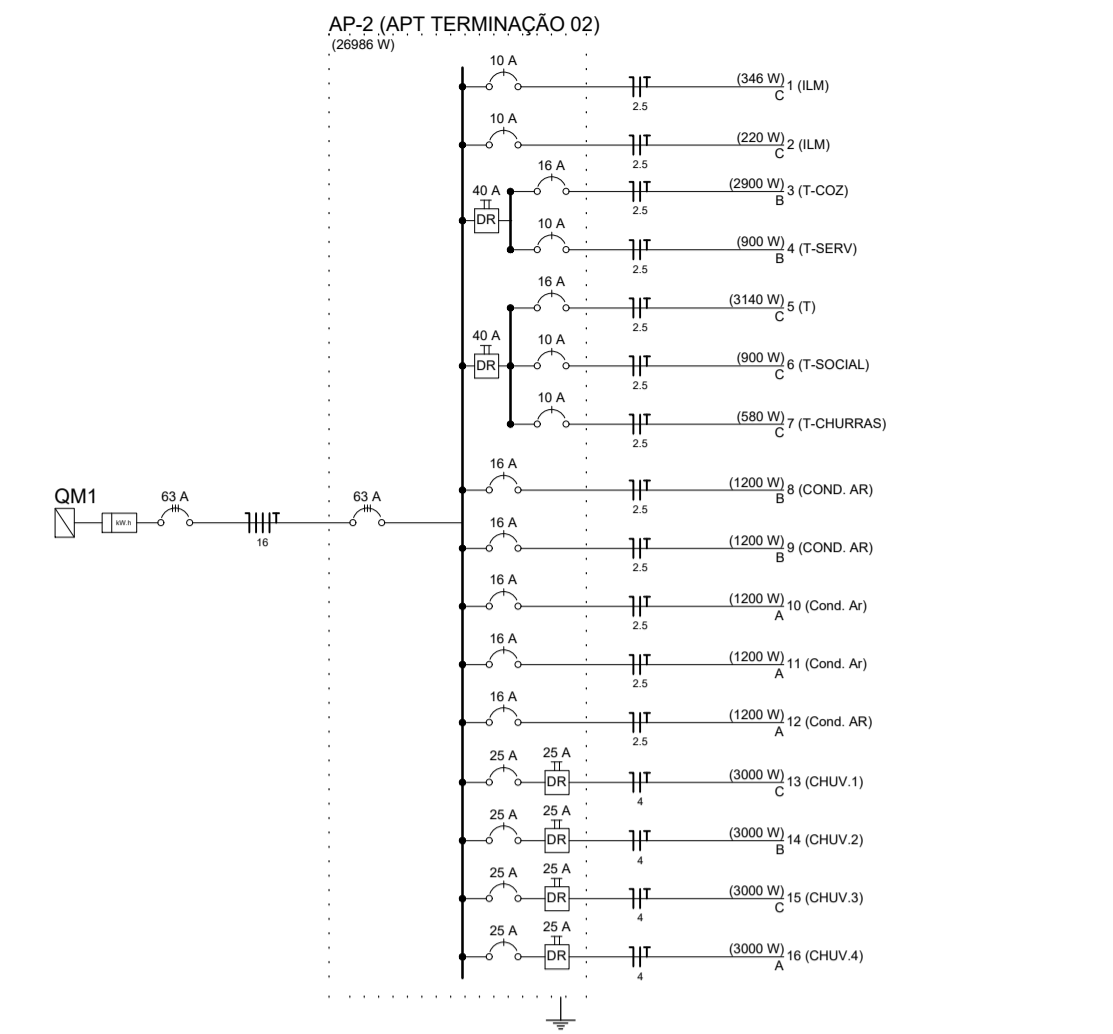 AP-2 (APT TERMINAÇÃO 02)
(26986 W)
10 A
2.5
(346 W)
C
1 (ILM)
10 A
2.5
(220 W)
C
2 (ILM)
40 A
DR
16 A
2.5
(2900 W)
B
3 (T-COZ)
10 A
2.5
(900 W)
B
4 (T-SERV)
40 A
DR
16 A
2.5
(3140 W)
C
5 (T)
10 A
2.5
(900 W)
C
6 (T-SOCIAL)
10 A
2.5
(580 W)
C
7 (T-CHURRAS)
QM1
kW.h
63 A
16
63 A
16 A
2.5
(1200 W)
B
8 (COND. AR)
16 A
2.5
(1200 W)
B
9 (COND. AR)
16 A
2.5
(1200 W)
A
10 (Cond. Ar)
16 A
2.5
(1200 W)
A
11 (Cond. Ar)
16 A
2.5
(1200 W)
A
12 (Cond. AR)
25 A
25 A
DR
4
(3000 W)
C
13 (CHUV.1)
25 A
25 A
DR
4
(3000 W)
B
14 (CHUV.2)
25 A
25 A
DR
4
(3000 W)
C
15 (CHUV.3)
25 A
25 A
DR
4
(3000 W)
A
16 (CHUV.4)